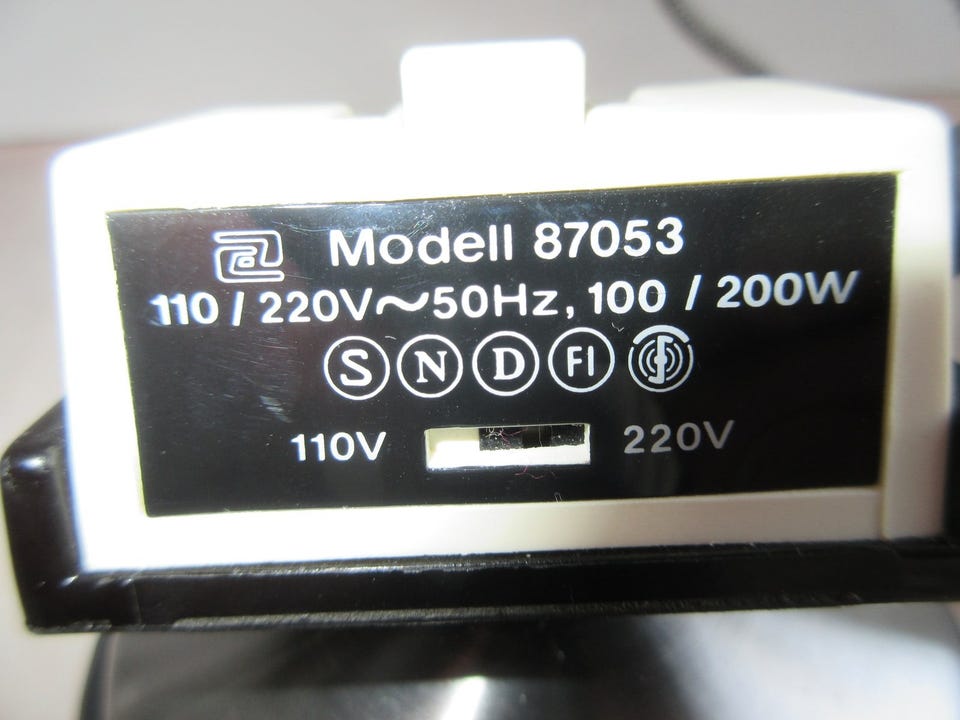 Modell 87053
110 / 220V~50Hz, 100 / 200W
S N D FI
110V 220V